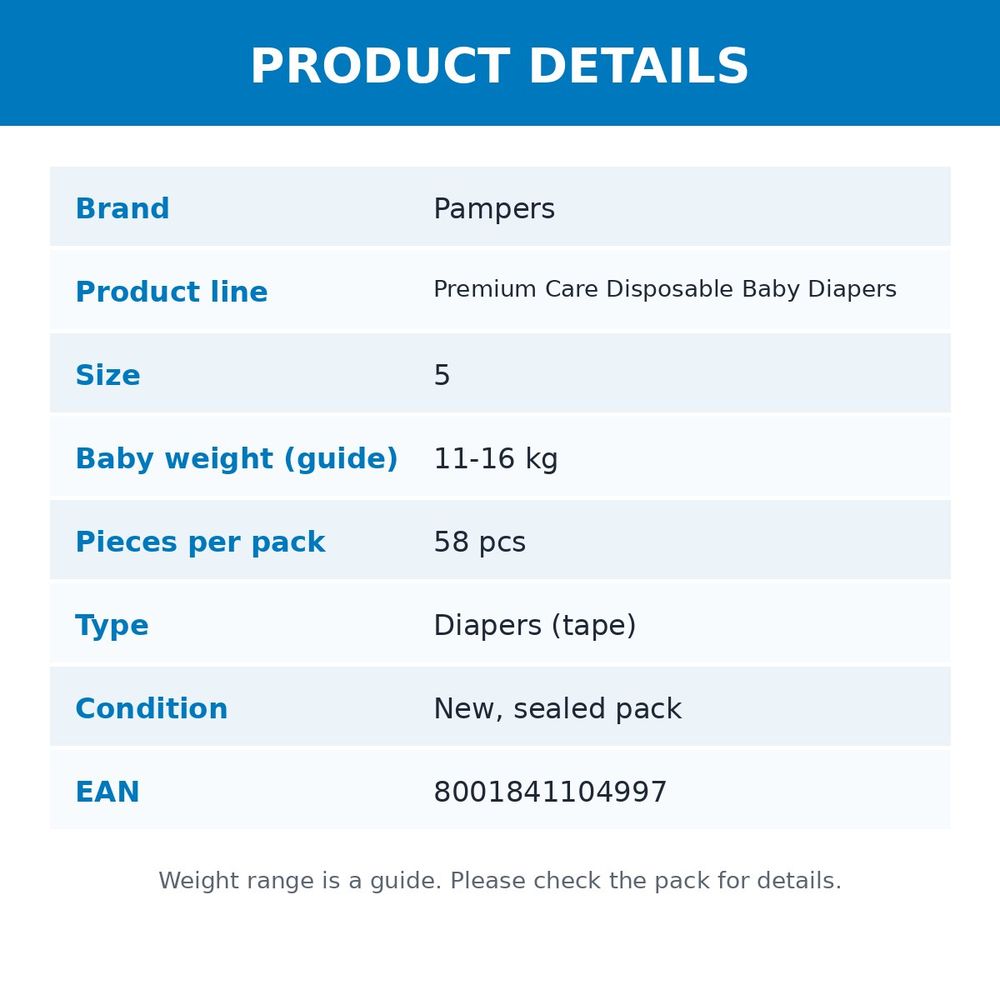 PRODUCT DETAILS
Brand Pampers
Product line Premium Care Disposable Baby Diapers
Size 5
Baby weight (guide) 11-16 kg
Pieces per pack 58 pcs
Type Diapers (tape)
Condition New, sealed pack
EAN 8001841104997
Weight range is a guide. Please check the pack for details.